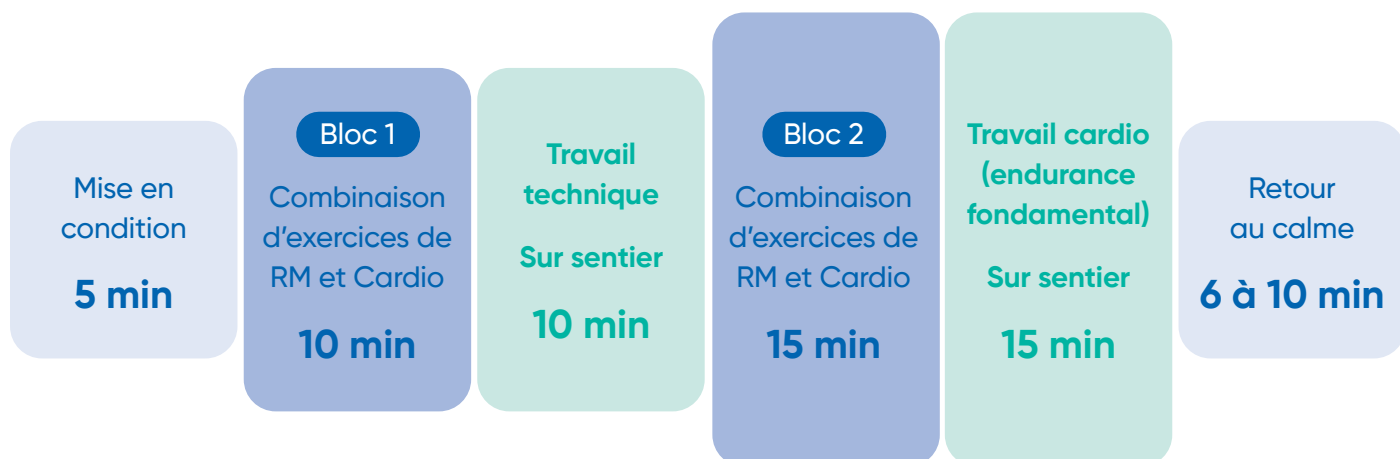 Mise en
condition
5 min
Bloc 1
Combinaison
d'exercices de
RM et Cardio
10 min
Travail
technique
Sur sentier
10 min
Bloc 2
Combinaison
d'exercices de
RM et Cardio
15 min
Travail cardio
(endurance
fondamental)
Sur sentier
15 min
Retour
au calme
6 à 10 min